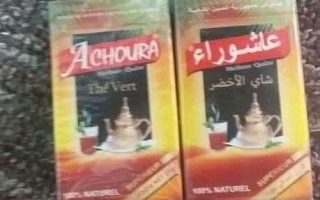 ACHOURA
Meilleure Qualité
Thé Vert
SUPERIEUR
100% NATUREL
عاشوراء
Meilleure Qualité
شاي الأخضر
SUPERIEUR
100% NATUREL